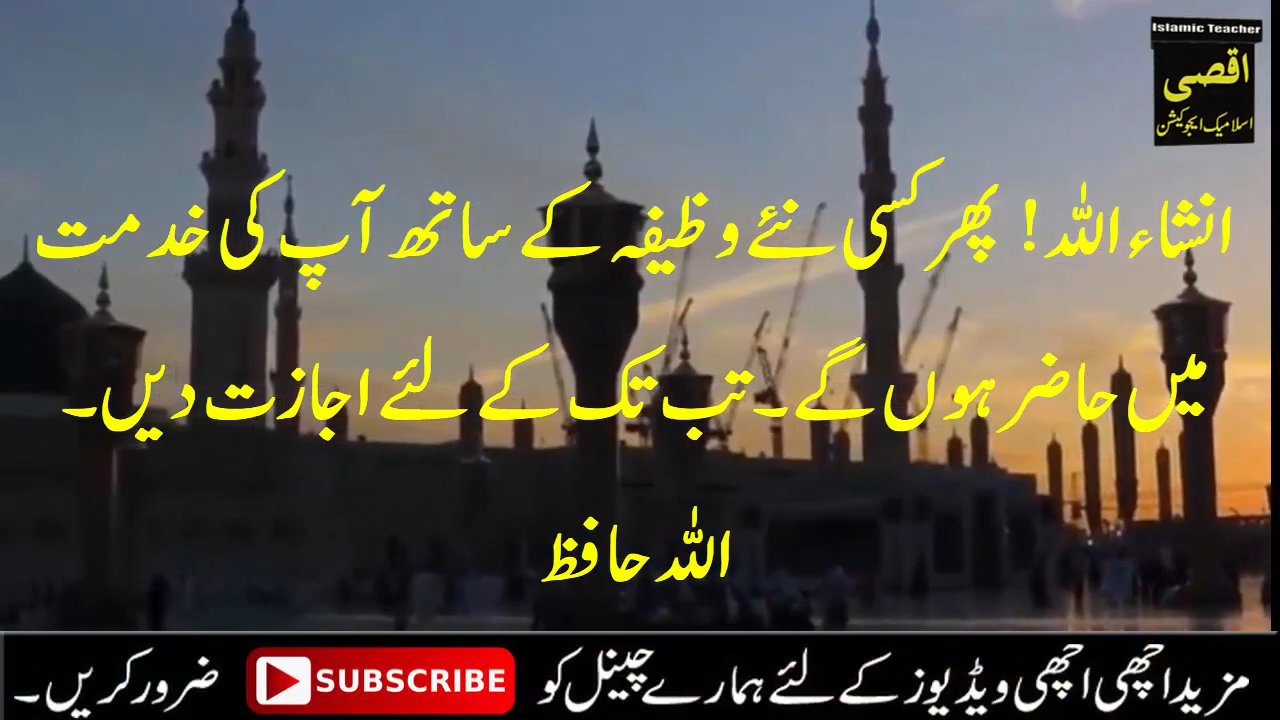 Islamic Teacher
اقصی
اسلامیک ایجوکیشن
انشاء اللہ! پھر کسی نئے وظیفہ کے ساتھ آپ کی خدمت
میں حاضر ہوں گے۔ تب تک کے لئے اجازت دیں۔
اللہ حافظ
مزید اچھی اچھی ویڈیوز کے لئے ہمارے چینل کو SUBSCRIBE ضرور کریں۔